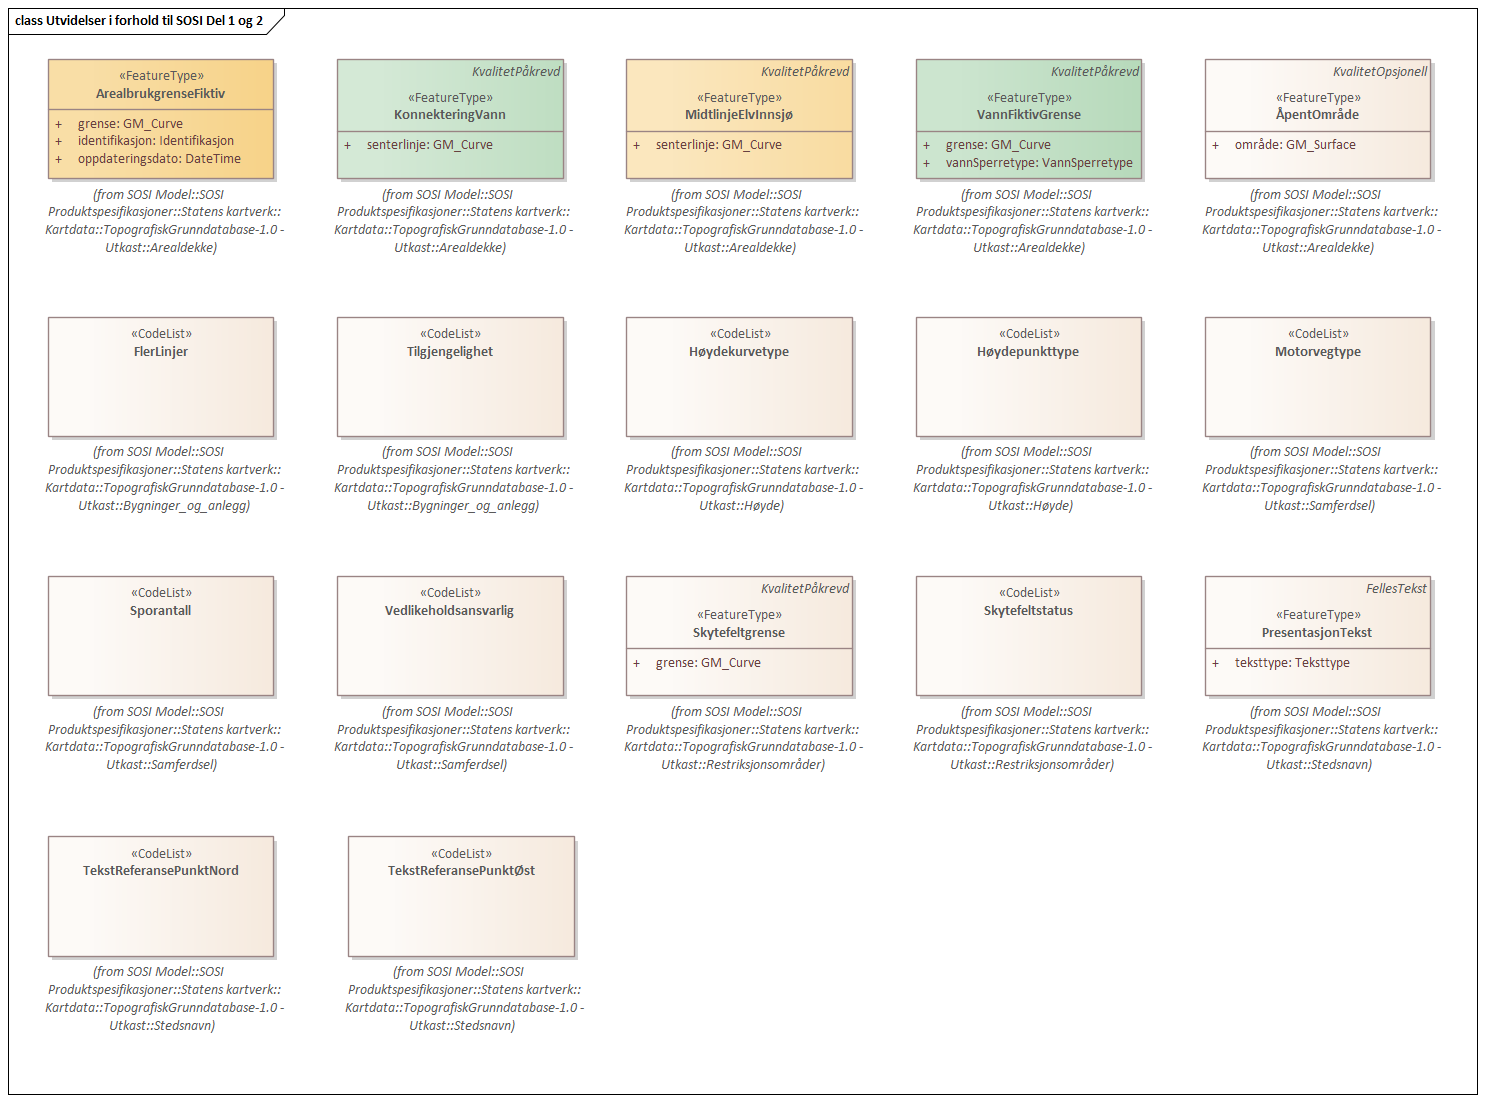 class Utvidelser i forhold til SOSI Del 1 og 2
«FeatureType»
ArealbrukgrenseFiktiv
+ grense: GM_Curve
+ identifikasjon: Identifikasjon
+ oppdateringsdato: DateTime
(from SOSI Model::SOSI
Produktspesifikasjoner::Statens kartverk::
Kartdata::TopografiskGrunndatabase-1.0 -
Utkast::Arealdekke)
KvalitetPåkrevd
«FeatureType»
KonnekteringVann
+ senterlinje: GM_Curve
(from SOSI Model::SOSI
Produktspesifikasjoner::Statens kartverk::
Kartdata::TopografiskGrunndatabase-1.0 -
Utkast::Arealdekke)
KvalitetPåkrevd
«FeatureType»
MidtlinjeElvInnsjø
+ senterlinje: GM_Curve
(from SOSI Model::SOSI
Produktspesifikasjoner::Statens kartverk::
Kartdata::TopografiskGrunndatabase-1.0 -
Utkast::Arealdekke)
KvalitetPåkrevd
«FeatureType»
VannFiktivGrense
+ grense: GM_Curve
+ vannSperretype: VannSperretype
(from SOSI Model::SOSI
Produktspesifikasjoner::Statens kartverk::
Kartdata::TopografiskGrunndatabase-1.0 -
Utkast::Arealdekke)
KvalitetOpsjonell
«FeatureType»
ÅpentOmråde
+ område: GM_Surface
(from SOSI Model::SOSI
Produktspesifikasjoner::Statens kartverk::
Kartdata::TopografiskGrunndatabase-1.0 -
Utkast::Arealdekke)
«CodeList»
FlerLinjer
(from SOSI Model::SOSI
Produktspesifikasjoner::Statens kartverk::
Kartdata::TopografiskGrunndatabase-1.0 -
Utkast::Bygninger_og_anlegg)
«CodeList»
Tilgjengelighet
(from SOSI Model::SOSI
Produktspesifikasjoner::Statens kartverk::
Kartdata::TopografiskGrunndatabase-1.0 -
Utkast::Bygninger_og_anlegg)
«CodeList»
Høydekurvetype
(from SOSI Model::SOSI
Produktspesifikasjoner::Statens kartverk::
Kartdata::TopografiskGrunndatabase-1.0 -
Utkast::Høyde)
«CodeList»
Høydepunkttype
(from SOSI Model::SOSI
Produktspesifikasjoner::Statens kartverk::
Kartdata::TopografiskGrunndatabase-1.0 -
Utkast::Høyde)
«CodeList»
Motorvegtype
(from SOSI Model::SOSI
Produktspesifikasjoner::Statens kartverk::
Kartdata::TopografiskGrunndatabase-1.0 -
Utkast::Samferdsel)
«CodeList»
Sporantall
(from SOSI Model::SOSI
Produktspesifikasjoner::Statens kartverk::
Kartdata::TopografiskGrunndatabase-1.0 -
Utkast::Samferdsel)
«CodeList»
Vedlikeholdsansvarlig
(from SOSI Model::SOSI
Produktspesifikasjoner::Statens kartverk::
Kartdata::TopografiskGrunndatabase-1.0 -
Utkast::Samferdsel)
KvalitetPåkrevd
«FeatureType»
Skytefeltgrense
+ grense: GM_Curve
(from SOSI Model::SOSI
Produktspesifikasjoner::Statens kartverk::
Kartdata::TopografiskGrunndatabase-1.0 -
Utkast::Restriksjonsområder)
«CodeList»
Skytefeltstatus
(from SOSI Model::SOSI
Produktspesifikasjoner::Statens kartverk::
Kartdata::TopografiskGrunndatabase-1.0 -
Utkast::Restriksjonsområder)
FellesTekst
«FeatureType»
PresentasjonTekst
+ teksttype: Teksttype
(from SOSI Model::SOSI
Produktspesifikasjoner::Statens kartverk::
Kartdata::TopografiskGrunndatabase-1.0 -
Utkast::Stedsnavn)
«CodeList»
TekstReferansePunktNord
(from SOSI Model::SOSI
Produktspesifikasjoner::Statens kartverk::
Kartdata::TopografiskGrunndatabase-1.0 -
Utkast::Stedsnavn)
«CodeList»
TekstReferansePunktØst
(from SOSI Model::SOSI
Produktspesifikasjoner::Statens kartverk::
Kartdata::TopografiskGrunndatabase-1.0 -
Utkast::Stedsnavn)